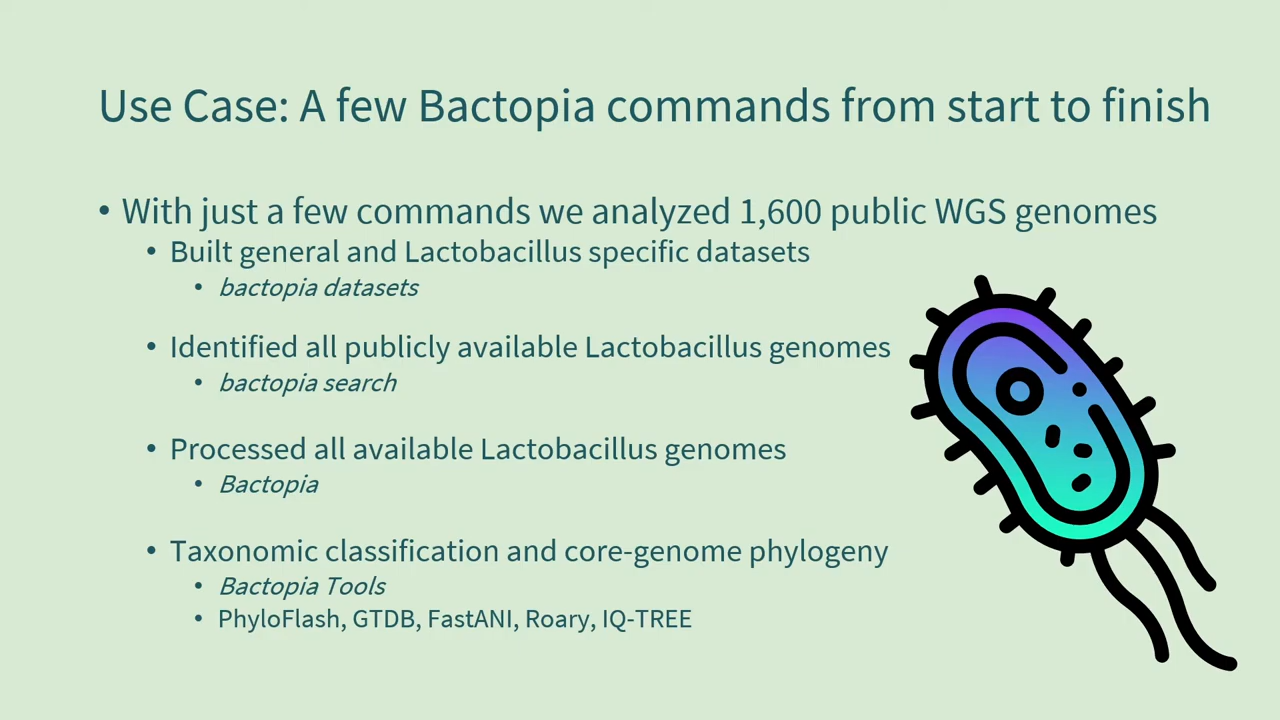 Use Case: A few Bactopia commands from start to finish
• With just a few commands we analyzed 1,600 public WGS genomes
• Built general and Lactobacillus specific datasets
• bactopia datasets
• Identified all publicly available Lactobacillus genomes
• bactopia search
• Processed all available Lactobacillus genomes
• Bactopia
• Taxonomic classification and core-genome phylogeny
• Bactopia Tools
• PhyloFlash, GTDB, FastANI, Roary, IQ-TREE